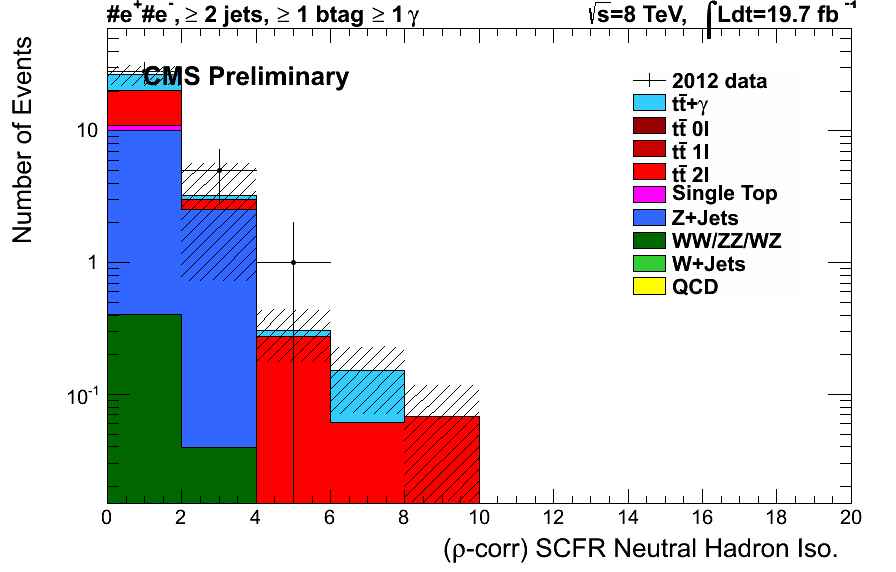 #e⁺#e⁻, ≥ 2 jets, ≥ 1 btag ≥ 1 γ √s=8 TeV, ∫Ldt=19.7 fb⁻¹
CMS Preliminary
2012 data
tt̄+γ
tt̄ 0l
tt̄ 1l
tt̄ 2l
Single Top
Z+Jets
WW/ZZ/WZ
W+Jets
QCD
Number of Events
10
1
10⁻¹
0 2 4 6 8 10 12 14 16 18 20
(ρ-corr) SCFR Neutral Hadron Iso.